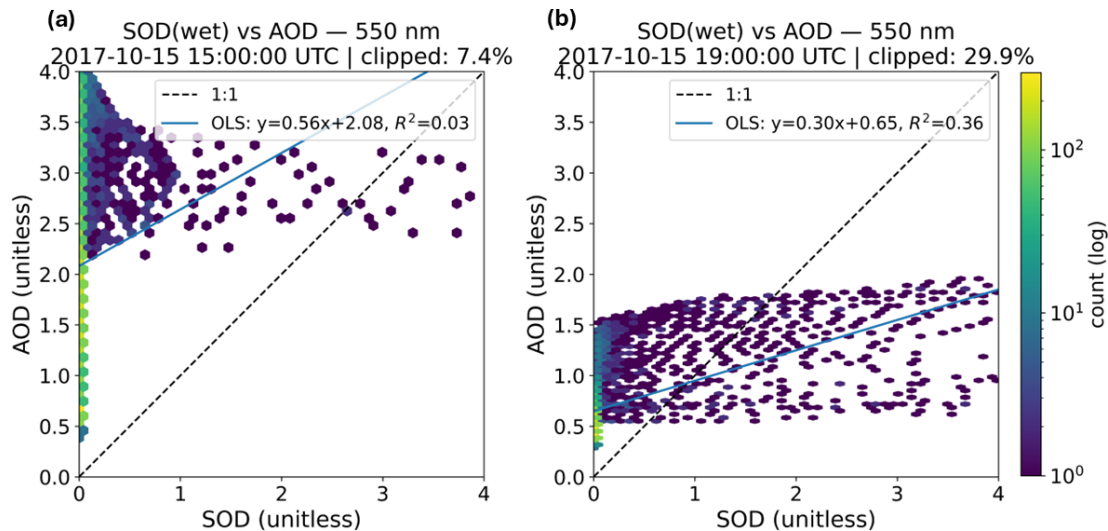 (a)
SOD(wet) vs AOD — 550 nm
2017-10-15 15:00:00 UTC | clipped: 7.4%
4.0
3.5
3.0
2.5
2.0
1.5
1.0
0.5
0.0
AOD (unitless)
1:1
OLS: y=0.56x+2.08, R²=0.03
0 1 2 3 4
SOD (unitless)
(b)
SOD(wet) vs AOD — 550 nm
2017-10-15 19:00:00 UTC | clipped: 29.9%
4.0
3.5
3.0
2.5
2.0
1.5
1.0
0.5
0.0
AOD (unitless)
1:1
OLS: y=0.30x+0.65, R²=0.36
0 1 2 3 4
SOD (unitless)
10²
10¹
10⁰
count (log)